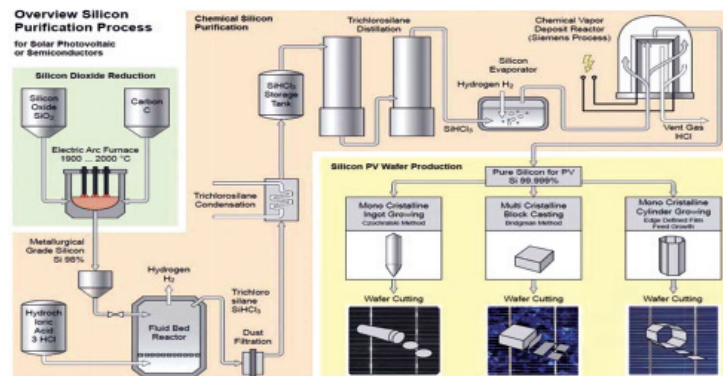 Overview Silicon
Purification Process
for Solar Photovoltaic
or Semiconductors
Silicon Dioxide Reduction
Silicon
Oxide
SiO₂
Carbon
C
Electric Arc Furnace
1900 ... 2000 °C
Metallurgical
Grade Silicon
Si 98%
Hydroch
loric
Acid
3 HCl
Hydrogen
H₂
Fluid Bed
Reactor
Trichloro
silane
SiHCl₃
Dust
Filtration
Trichlorosilane
Condensation
Chemical Silicon
Purification
SiHCl₃
Storage
Tank
Trichlorosilane
Distillation
Silicon
Evaporator
Hydrogen H₂
SiHCl₃
Chemical Vapor
Deposit Reactor
(Siemens Process)
Vent Gas
HCl
Silicon PV Wafer Production
Pure Silicon for PV
Si 99.999%
Mono Cristalline
Ingot Growing
Czochralski Method
Wafer Cutting
Multi Cristalline
Block Casting
Bridgman Method
Wafer Cutting
Mono Cristalline
Cylinder Growing
Edge Defined Film
Feed Growth
Wafer Cutting